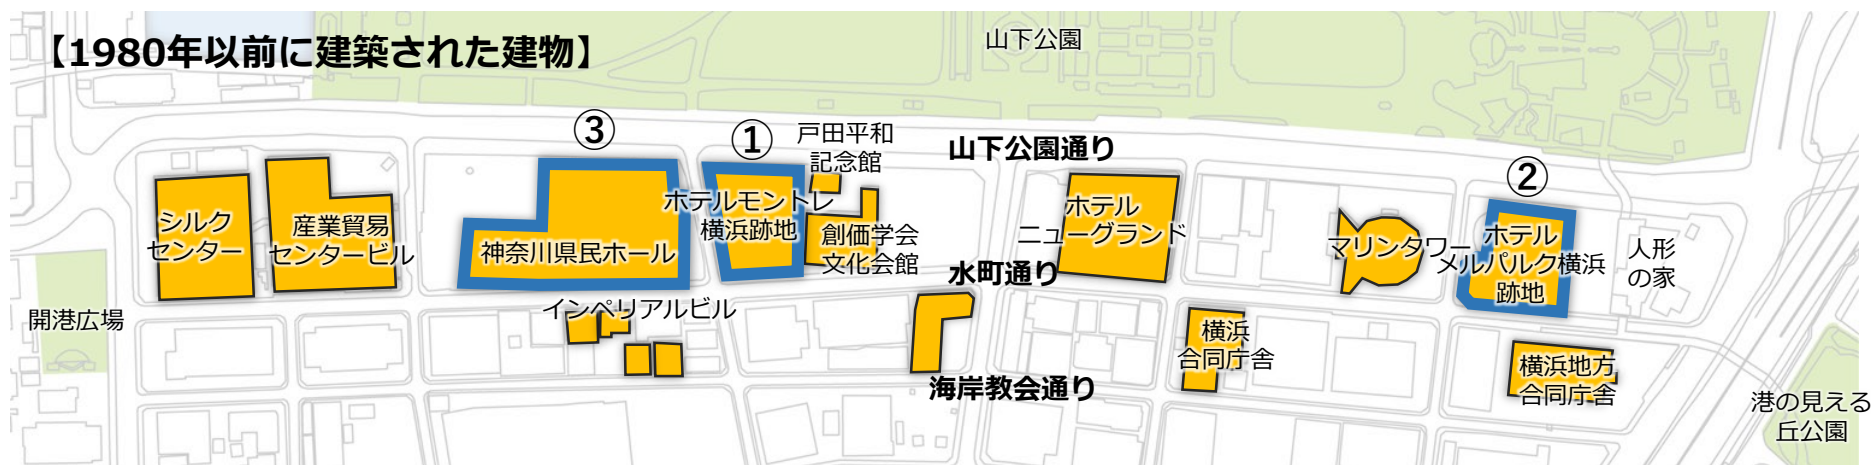 【1980年以前に建築された建物】
山下公園
③
①
戸田平和
記念館
山下公園通り
②
シルク
センター
産業貿易
センタービル
神奈川県民ホール
ホテルモントレ
横浜跡地
創価学会
文化会館
ホテル
ニューグランド
マリンタワー
ホテル
メルパルク横浜
跡地
人形
の家
水町通り
開港広場
インペリアルビル
横浜
合同庁舎
横浜地方
合同庁舎
海岸教会通り
港の見える
丘公園